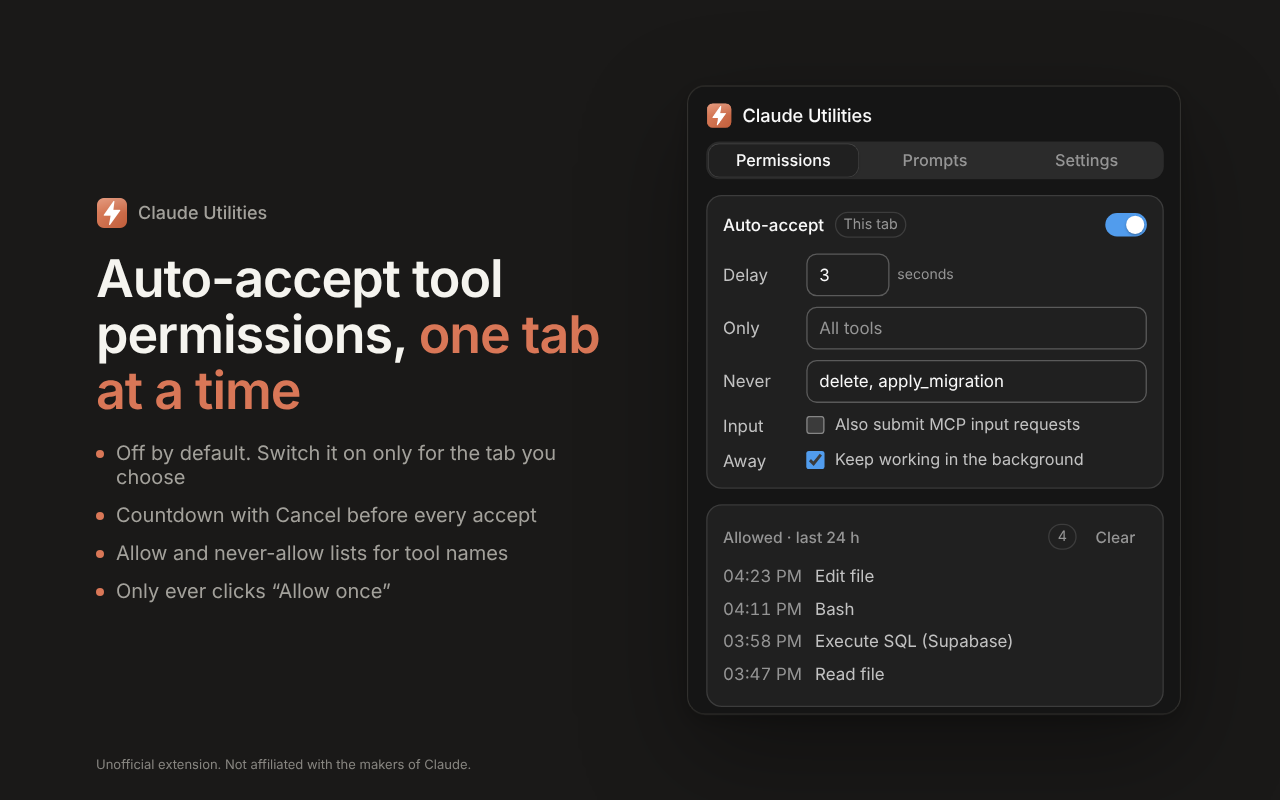 Claude Utilities
Auto-accept tool
permissions, one tab
at a time
Off by default. Switch it on only for the tab you
choose
Countdown with Cancel before every accept
Allow and never-allow lists for tool names
Only ever clicks “Allow once”
Unofficial extension. Not affiliated with the makers of Claude.
Claude Utilities
Permissions Prompts Settings
Auto-accept This tab
Delay 3 seconds
Only All tools
Never delete, apply_migration
Input Also submit MCP input requests
Away Keep working in the background
Allowed · last 24 h 4 Clear
04:23 PM Edit file
04:11 PM Bash
03:58 PM Execute SQL (Supabase)
03:47 PM Read file